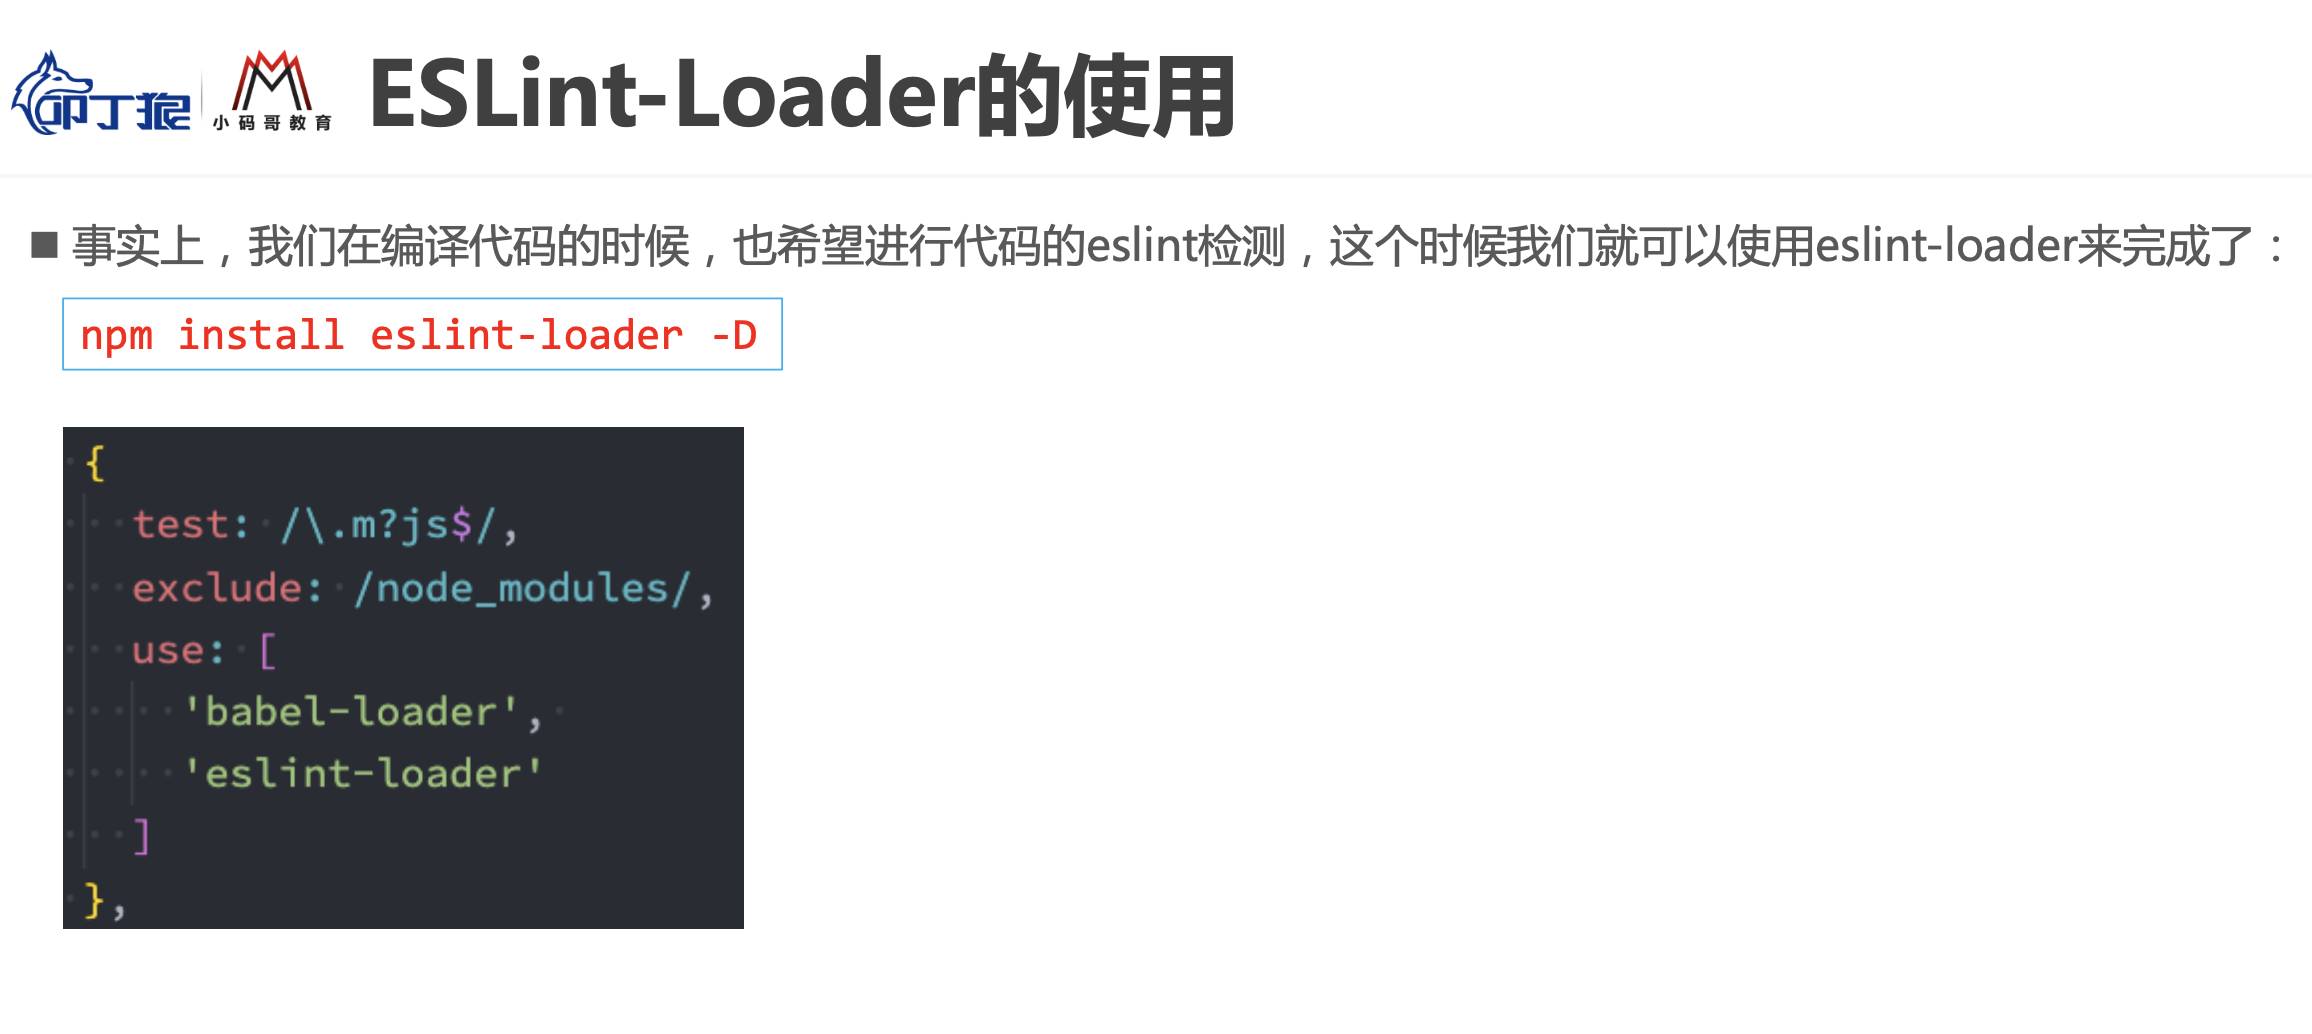 叩丁狼
小码哥教育
ESLint-Loader的使用
事实上，我们在编译代码的时候，也希望进行代码的eslint检测，这个时候我们就可以使用eslint-loader来完成了：
npm install eslint-loader -D
{
test: /\.m?js$/,
exclude: /node_modules/,
use: [
'babel-loader',
'eslint-loader'
]
},